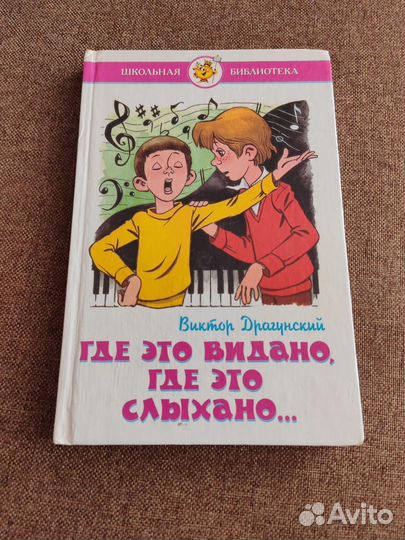 ШКОЛЬНАЯ БИБЛИОТЕКА
Виктор Драгунский
ГДЕ ЭТО ВИДАНО,
ГДЕ ЭТО
СЛЫХАНО...
Avito